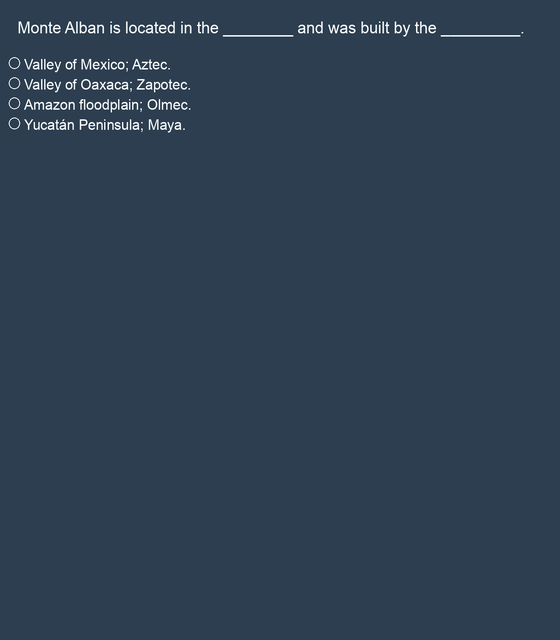 Monte Alban is located in the ________ and was built by the _________.
Valley of Mexico; Aztec.
Valley of Oaxaca; Zapotec.
Amazon floodplain; Olmec.
Yucatán Peninsula; Maya.